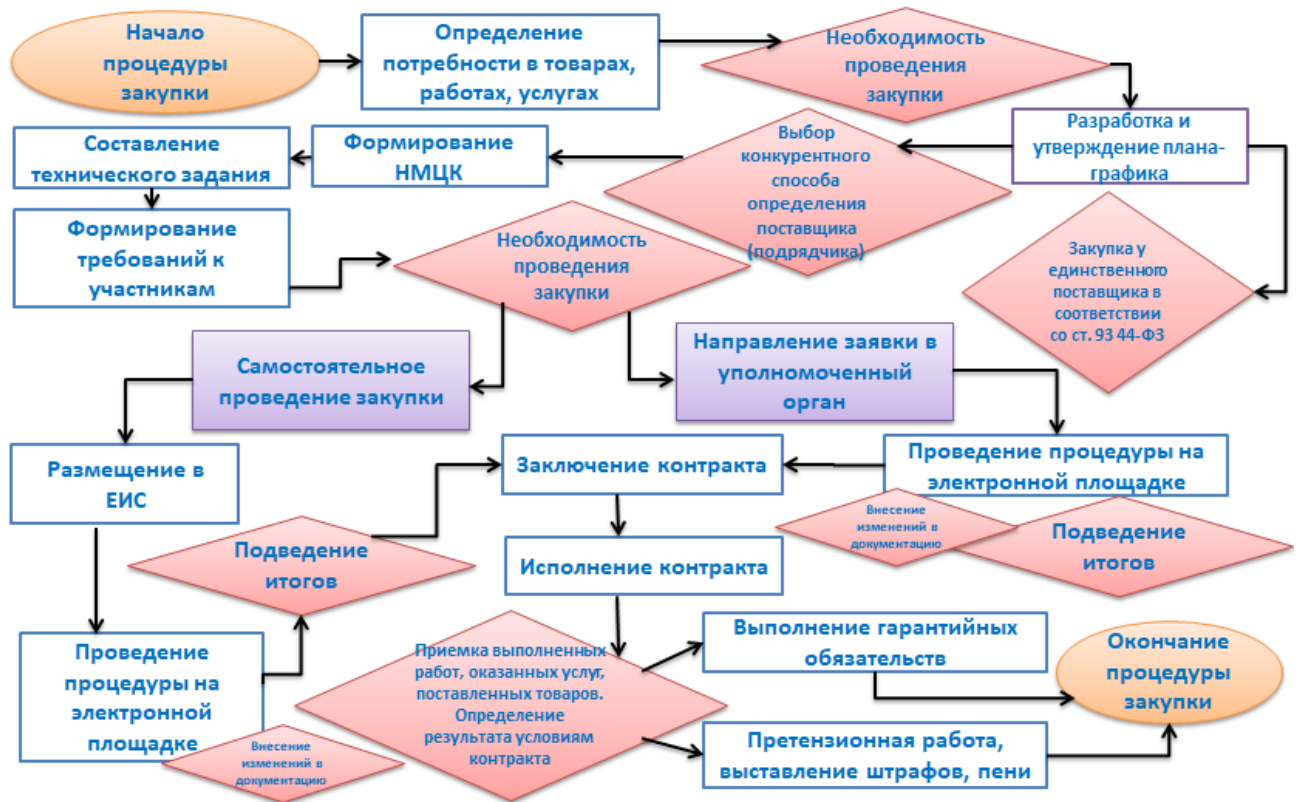 Начало
процедуры
закупки
Определение
потребности в товарах,
работах, услугах
Необходимость
проведения
закупки
Разработка и
утверждение плана-
графика
Выбор
конкурентного
способа
определения
поставщика
(подрядчика)
Формирование
НМЦК
Составление
технического задания
Формирование
требований к
участникам
Необходимость
проведения
закупки
Закупка у
единственного
поставщика в
соответствии
со ст. 93 44-ФЗ
Самостоятельное
проведение закупки
Направление заявки в
уполномоченный
орган
Размещение в
ЕИС
Заключение контракта
Проведение процедуры на
электронной площадке
Внесение
изменений в
документацию
Подведение
итогов
Подведение
итогов
Исполнение контракта
Проведение
процедуры на
электронной
площадке
Внесение
изменений в
документацию
Приемка выполненных
работ, оказанных услуг,
поставленных товаров.
Определение
результата условиям
контракта
Выполнение гарантийных
обязательств
Претензионная работа,
выставление штрафов, пени
Окончание
процедуры
закупки